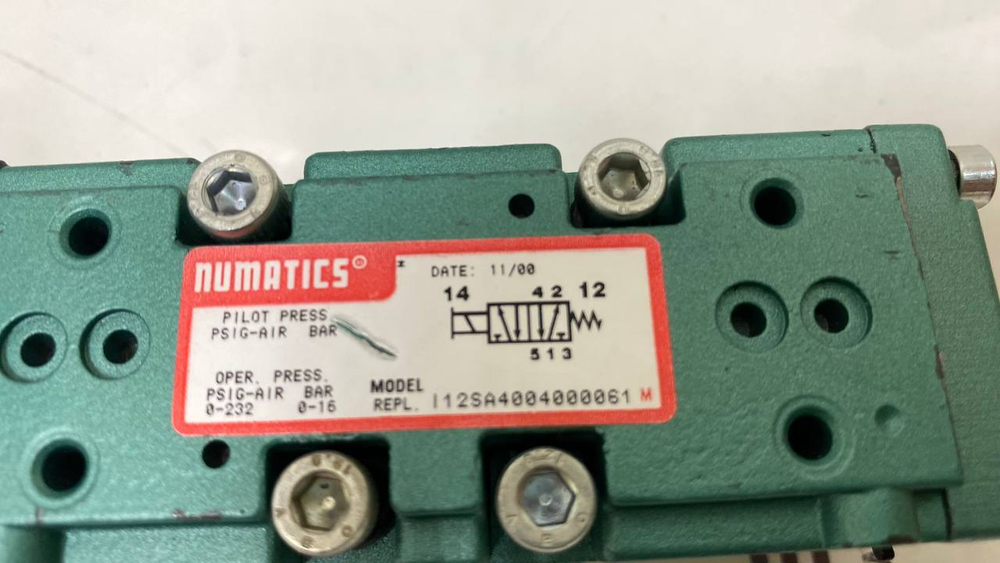 NUMATICS®
DATE: 11/00
14 4 2 12
5 1 3
PILOT PRESS
PSIG-AIR BAR
OPER. PRESS.
PSIG-AIR BAR
0-232 0-16
MODEL
REPL. I12SA4004000061 M